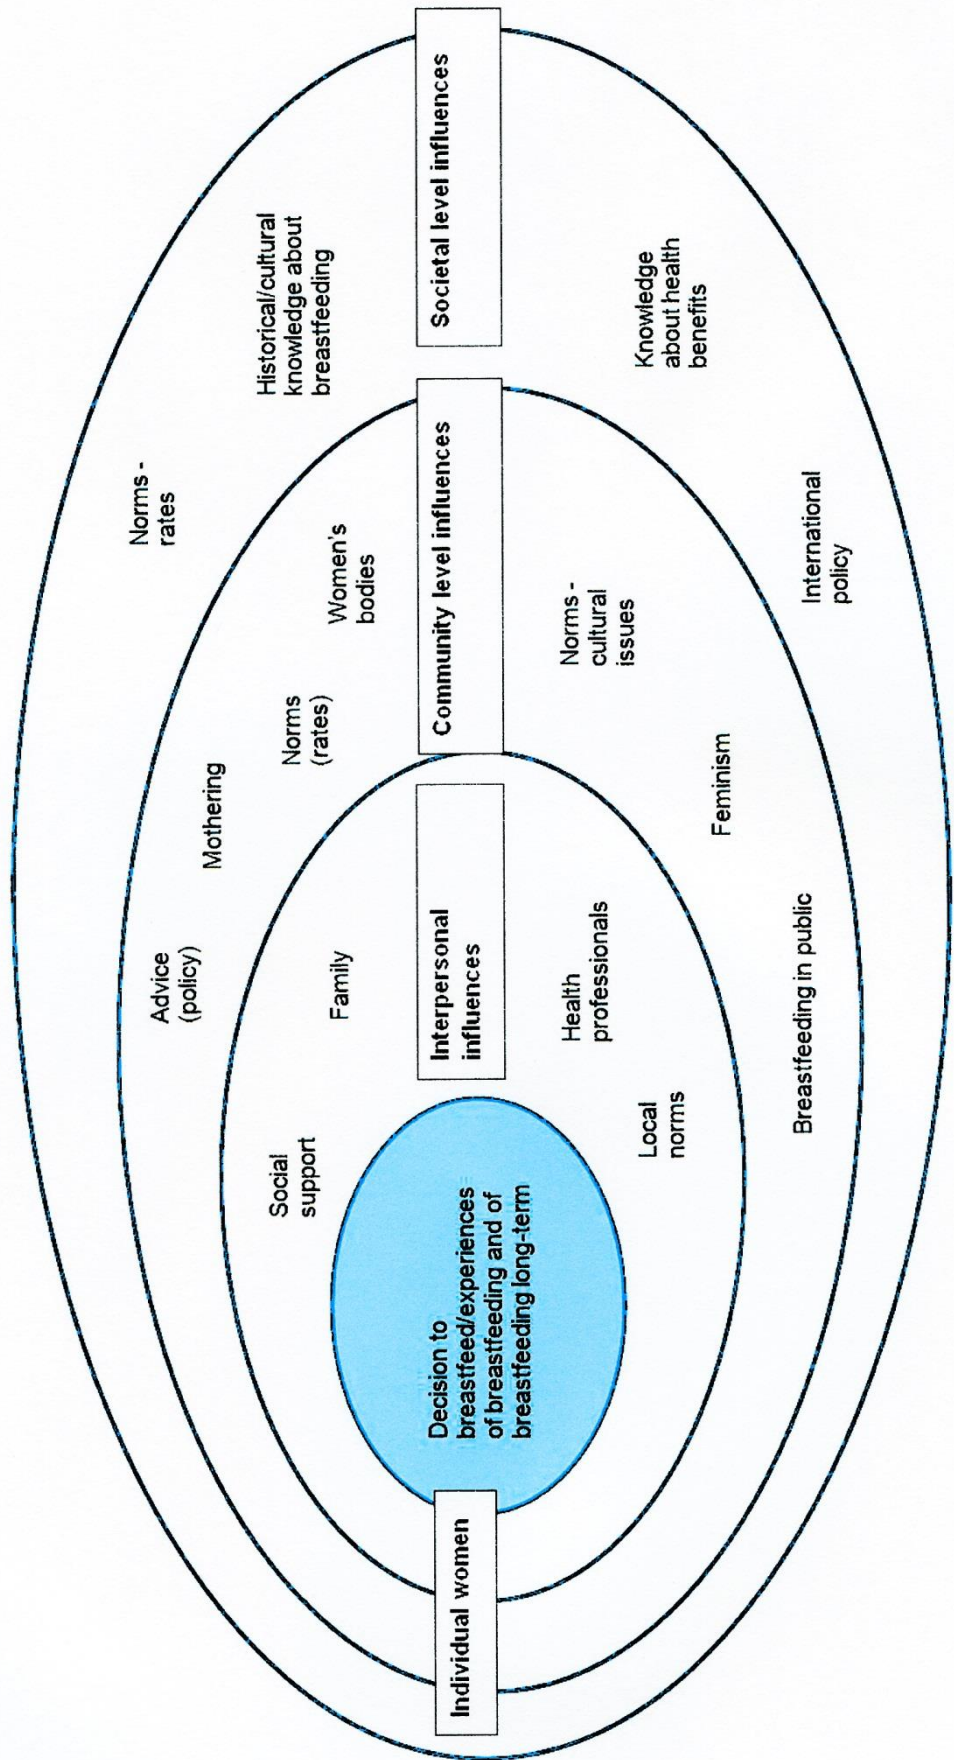 Individual women
Decision to
breastfeed/experiences
of breastfeeding and of
breastfeeding long-term
Interpersonal
influences
Social
support
Family
Health
professionals
Local
norms
Community level influences
Advice
(policy)
Mothering
Norms
(rates)
Women's
bodies
Norms -
cultural
issues
Feminism
Breastfeeding in public
Societal level influences
Norms -
rates
Historical/cultural
knowledge about
breastfeeding
Knowledge
about health
benefits
International
policy